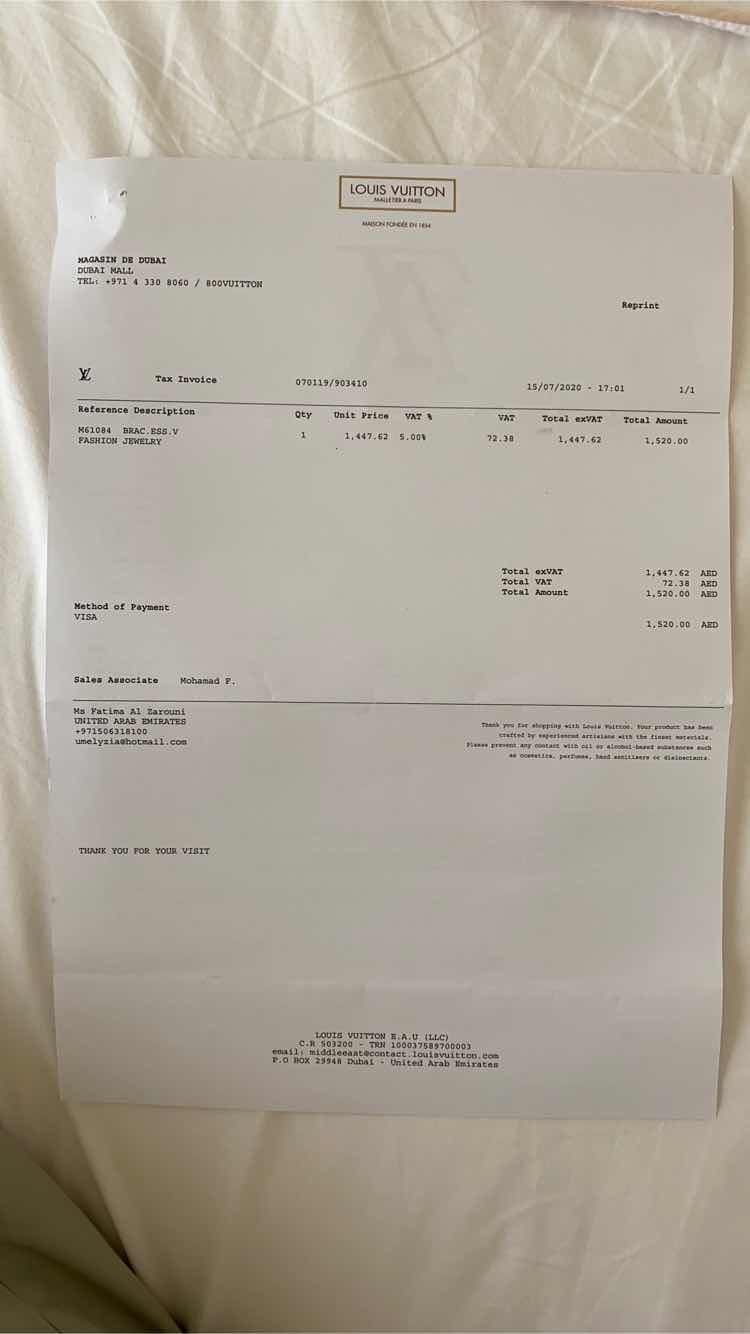 LOUIS VUITTON
MALLETIER A PARIS
MAISON FONDÉE EN 1854
MAGASIN DE DUBAI
DUBAI MALL
TEL: +971 4 330 8060 / 800VUITTON
Reprint
LV Tax Invoice 070119/903410 15/07/2020 - 17:01 1/1
Reference Description Qty Unit Price VAT % VAT Total exVAT Total Amount
M61084 BRAC.ESS.V 1 1,447.62 5.00% 72.38 1,447.62 1,520.00
FASHION JEWELRY
Total exVAT 1,447.62 AED
Total VAT 72.38 AED
Total Amount 1,520.00 AED
Method of Payment
VISA 1,520.00 AED
Sales Associate Mohamad F.
Ms Fatima Al Zarouni
UNITED ARAB EMIRATES
+971506318100
umelyzia@hotmail.com
Thank you for shopping with Louis Vuitton. Your product has been
crafted by experienced artisians with the finest materials.
Please prevent any contact with oil or alcohol-based substances such
as cosmetics, perfumes, hand sanitisers or disinectants.
THANK YOU FOR YOUR VISIT
LOUIS VUITTON E.A.U (LLC)
C.R 503200 - TRN 100037589700003
email: middleeast@contact.louisvuitton.com
P.O BOX 29948 Dubai - United Arab Emirates